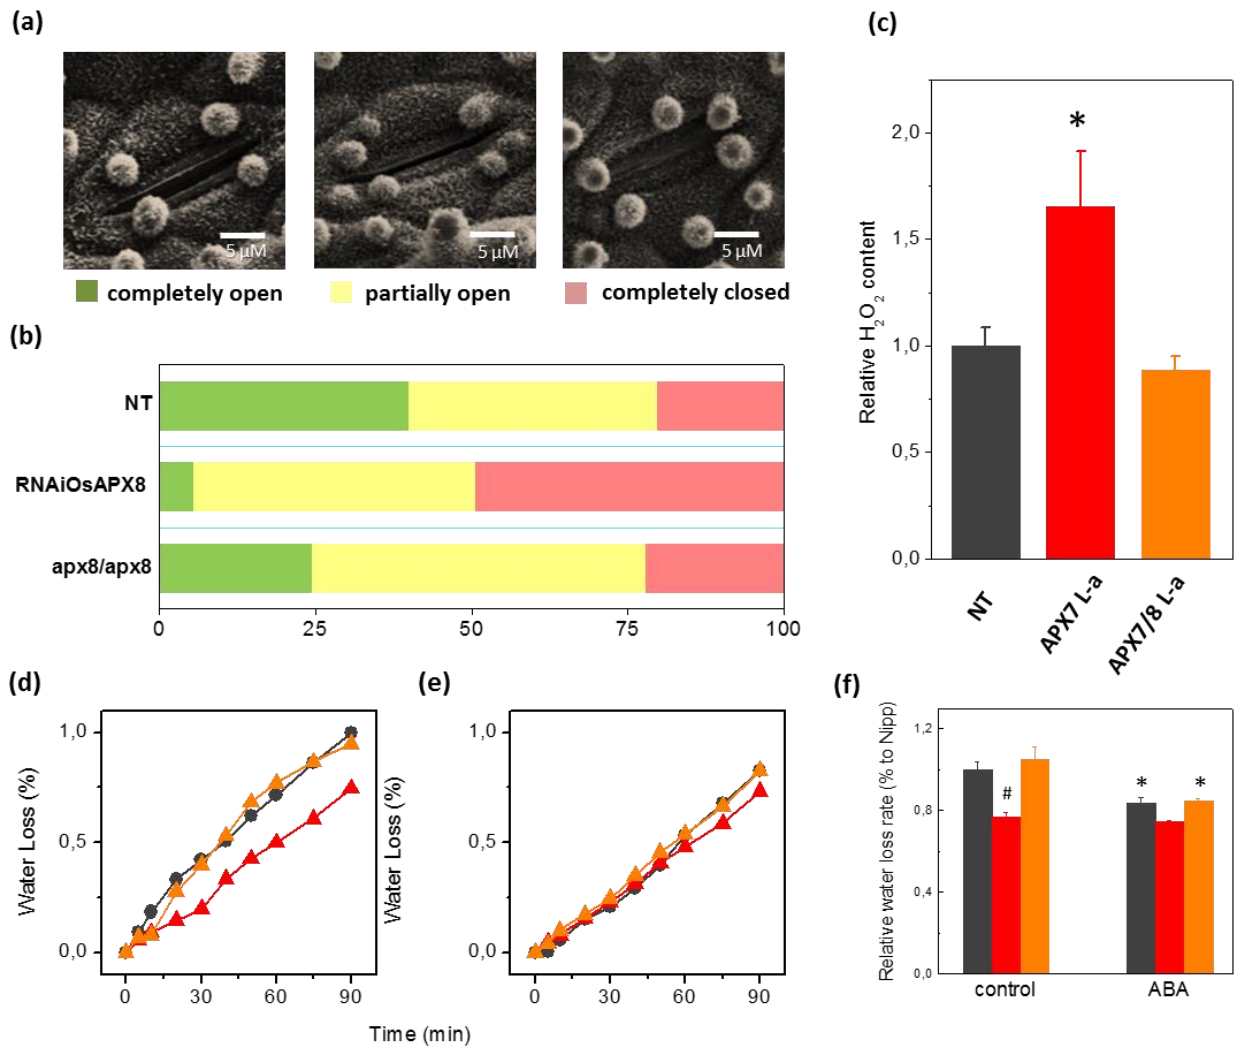 (a)
5 µM
5 µM
5 µM
completely open
partially open
completely closed
(b)
NT
RNAiOsAPX8
apx8/apx8
0 25 50 75 100
(c)
Relative H2O2 content
2,0
1,5
1,0
0,5
0,0
*
NT
APX7 L-a
APX7/8 L-a
(d)
Water Loss (%)
1,0
0,5
0,0
0 30 60 90
(e)
Water Loss (%)
1,0
0,5
0,0
0 30 60 90
Time (min)
(f)
Relative water loss rate (% to Nipp)
1,2
0,8
0,4
0,0
#
* *
control ABA